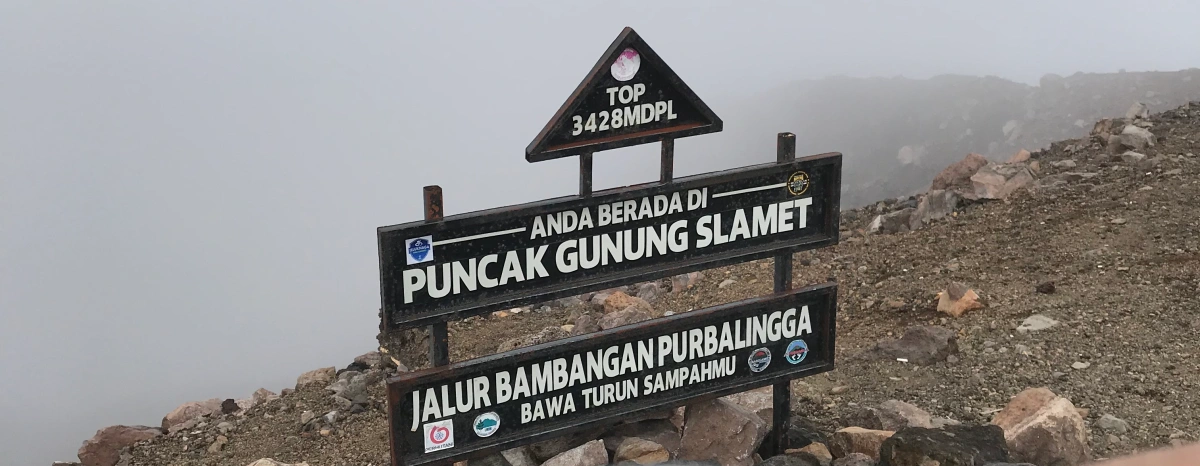 TOP
3428MDPL
ANDA BERADA DI
PUNCAK GUNUNG SLAMET
JALUR BAMBANGAN PURBALINGGA
BAWA TURUN SAMPAHMU